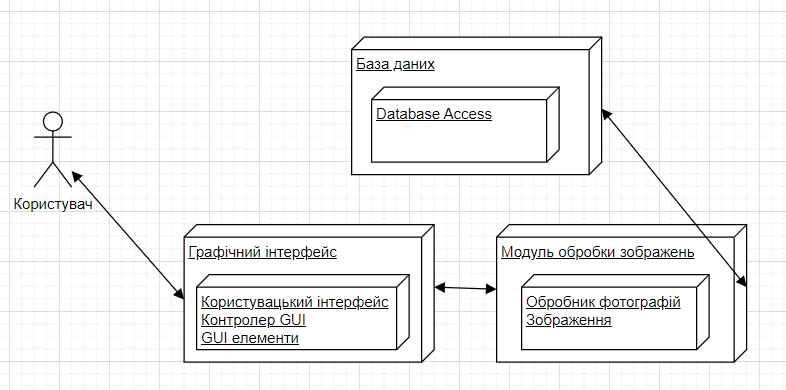 База даних
Database Access
Користувач
Графічний інтерфейс
Користувацький інтерфейс
Контролер GUI
GUI елементи
Модуль обробки зображень
Обробник фотографій
Зображення